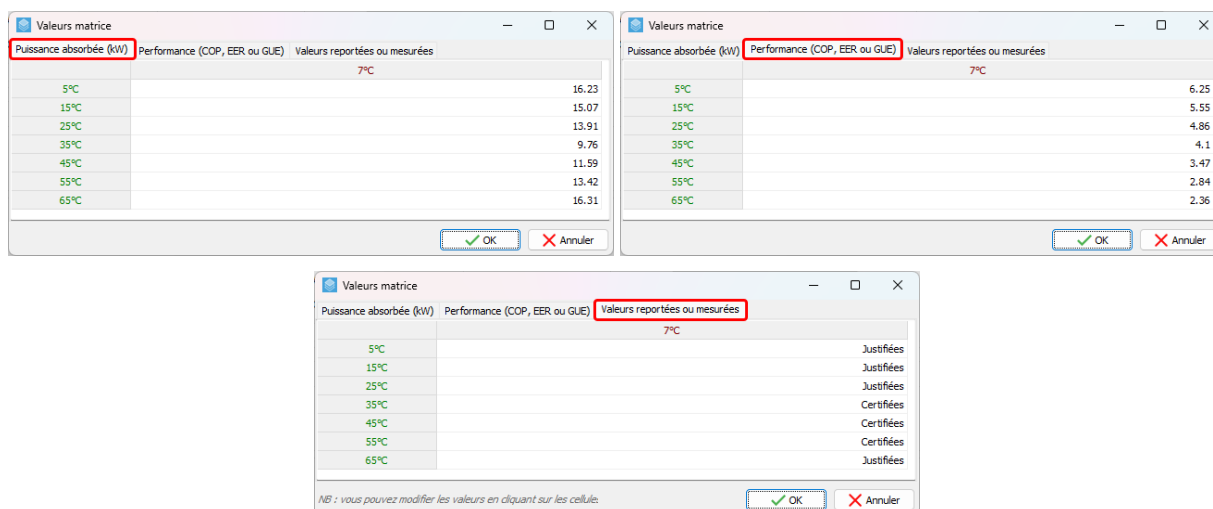 Valeurs matrice
Puissance absorbée (kW) Performance (COP, EER ou GUE) Valeurs reportées ou mesurées
7°C
5°C 16.23
15°C 15.07
25°C 13.91
35°C 9.76
45°C 11.59
55°C 13.42
65°C 16.31
OK Annuler
Valeurs matrice
Puissance absorbée (kW) Performance (COP, EER ou GUE) Valeurs reportées ou mesurées
7°C
5°C 6.25
15°C 5.55
25°C 4.86
35°C 4.1
45°C 3.47
55°C 2.84
65°C 2.36
OK Annuler
Valeurs matrice
Puissance absorbée (kW) Performance (COP, EER ou GUE) Valeurs reportées ou mesurées
7°C
5°C Justifiées
15°C Justifiées
25°C Justifiées
35°C Certifiées
45°C Certifiées
55°C Certifiées
65°C Justifiées
NB : vous pouvez modifier les valeurs en cliquant sur les cellule.
OK Annuler